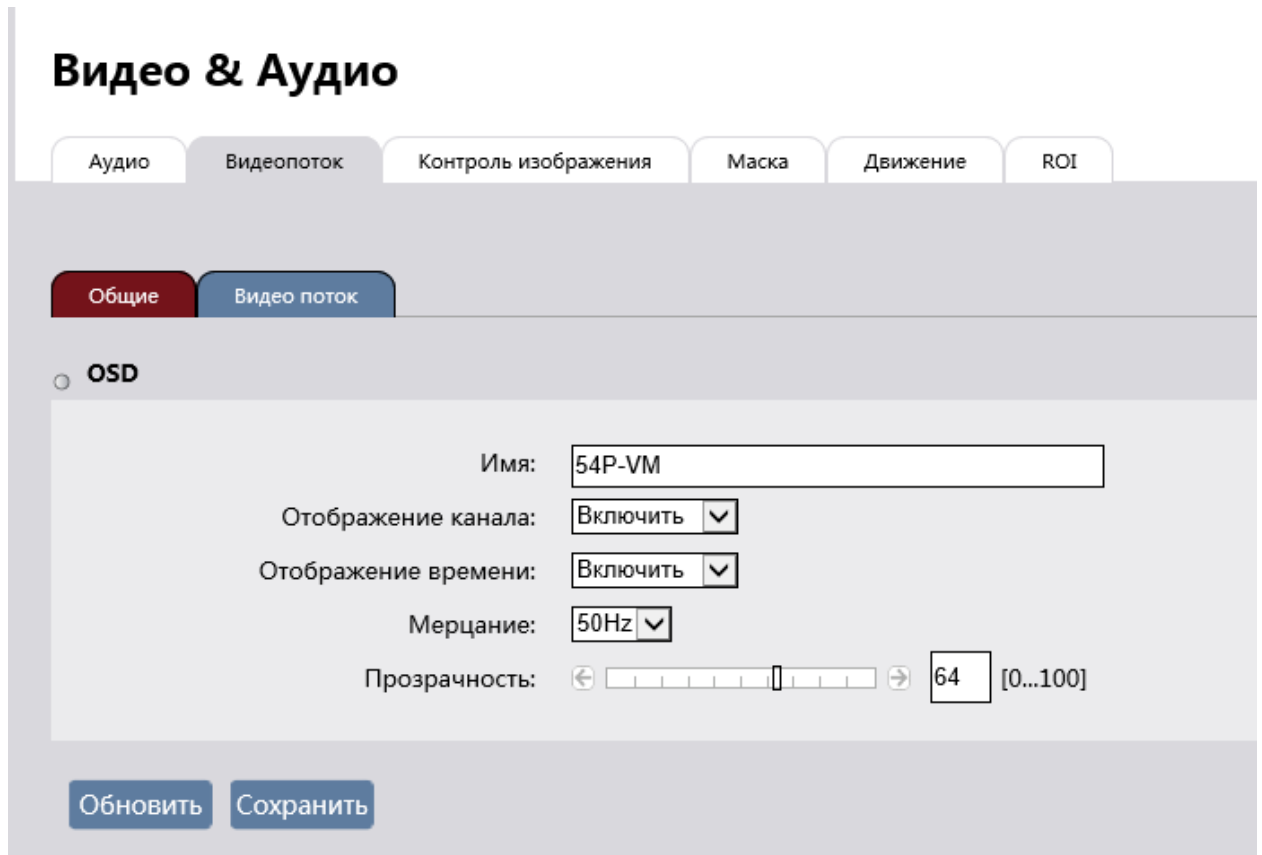 Видео & Аудио
Аудио Видеопоток Контроль изображения Маска Движение ROI
Общие Видео поток
OSD
Имя: 54P-VM
Отображение канала: Включить
Отображение времени: Включить
Мерцание: 50Hz
Прозрачность: 64 [0...100]
Обновить Сохранить